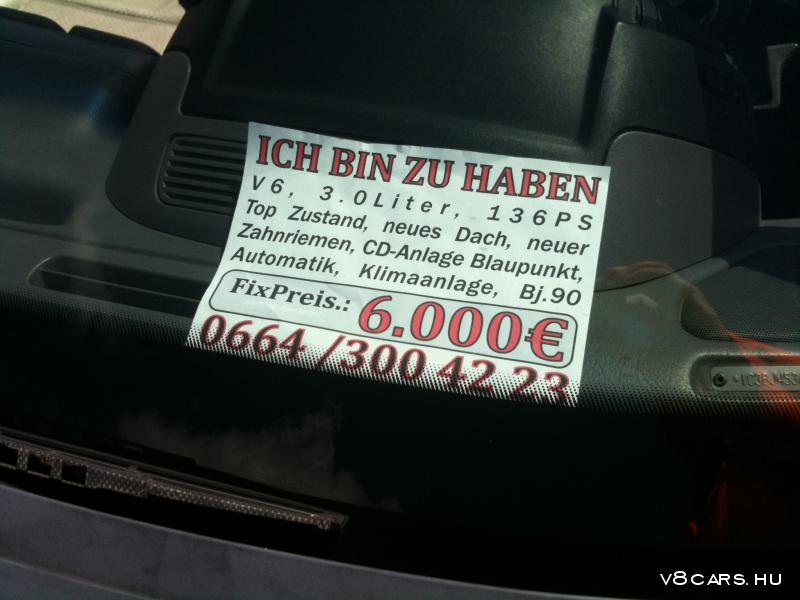 ICH BIN ZU HABEN
V6, 3.0Liter, 136PS
Top Zustand, neues Dach, neuer
Zahnriemen, CD-Anlage Blaupunkt,
Automatik, Klimaanlage, Bj.90
FixPreis.: 6.000€
0664 /300 42 23
V8CARS.HU